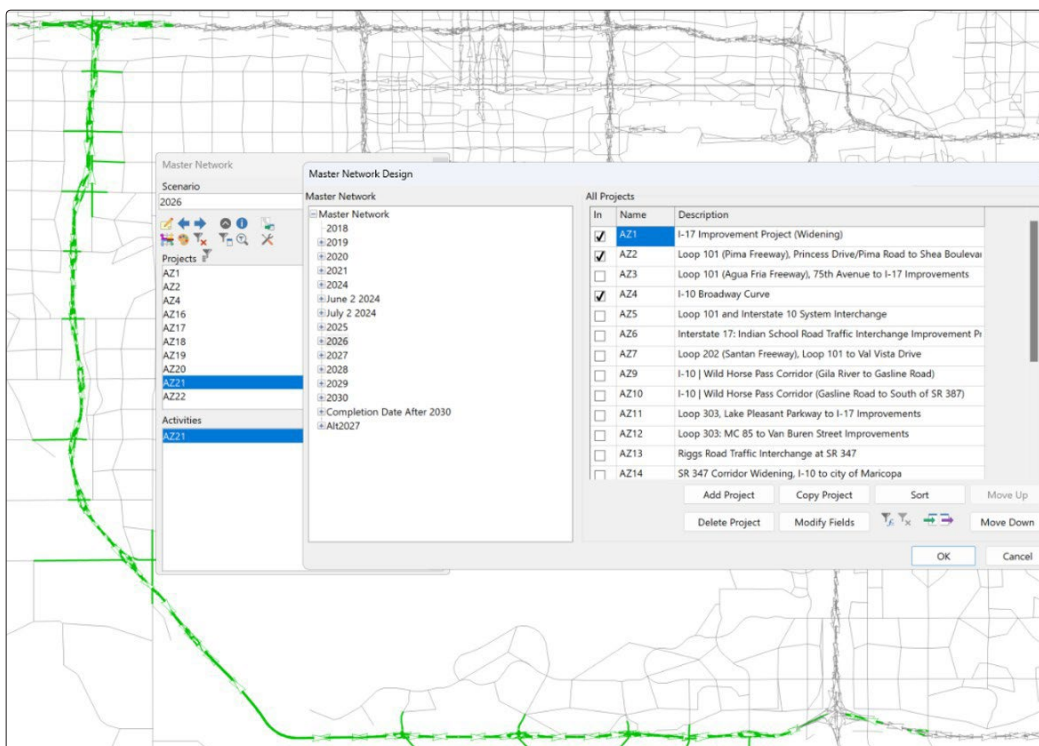 Master Network
Scenario
2026
Projects
AZ1
AZ2
AZ4
AZ16
AZ17
AZ18
AZ19
AZ20
AZ21
AZ22
Activities
AZ21
Master Network Design
Master Network
Master Network
2018
2019
2020
2021
2024
June 2 2024
July 2 2024
2025
2026
2027
2028
2029
2030
Completion Date After 2030
Alt2027
All Projects
In Name Description
AZ1 I-17 Improvement Project (Widening)
AZ2 Loop 101 (Pima Freeway), Princess Drive/Pima Road to Shea Boulevar
AZ3 Loop 101 (Agua Fria Freeway), 75th Avenue to I-17 Improvements
AZ4 I-10 Broadway Curve
AZ5 Loop 101 and Interstate 10 System Interchange
AZ6 Interstate 17: Indian School Road Traffic Interchange Improvement Pr
AZ7 Loop 202 (Santan Freeway), Loop 101 to Val Vista Drive
AZ9 I-10 | Wild Horse Pass Corridor (Gila River to Gasline Road)
AZ10 I-10 | Wild Horse Pass Corridor (Gasline Road to South of SR 387)
AZ11 Loop 303, Lake Pleasant Parkway to I-17 Improvements
AZ12 Loop 303: MC 85 to Van Buren Street Improvements
AZ13 Riggs Road Traffic Interchange at SR 347
AZ14 SR 347 Corridor Widening, I-10 to city of Maricopa
Add Project Copy Project Sort Move Up
Delete Project Modify Fields Move Down
OK Cancel